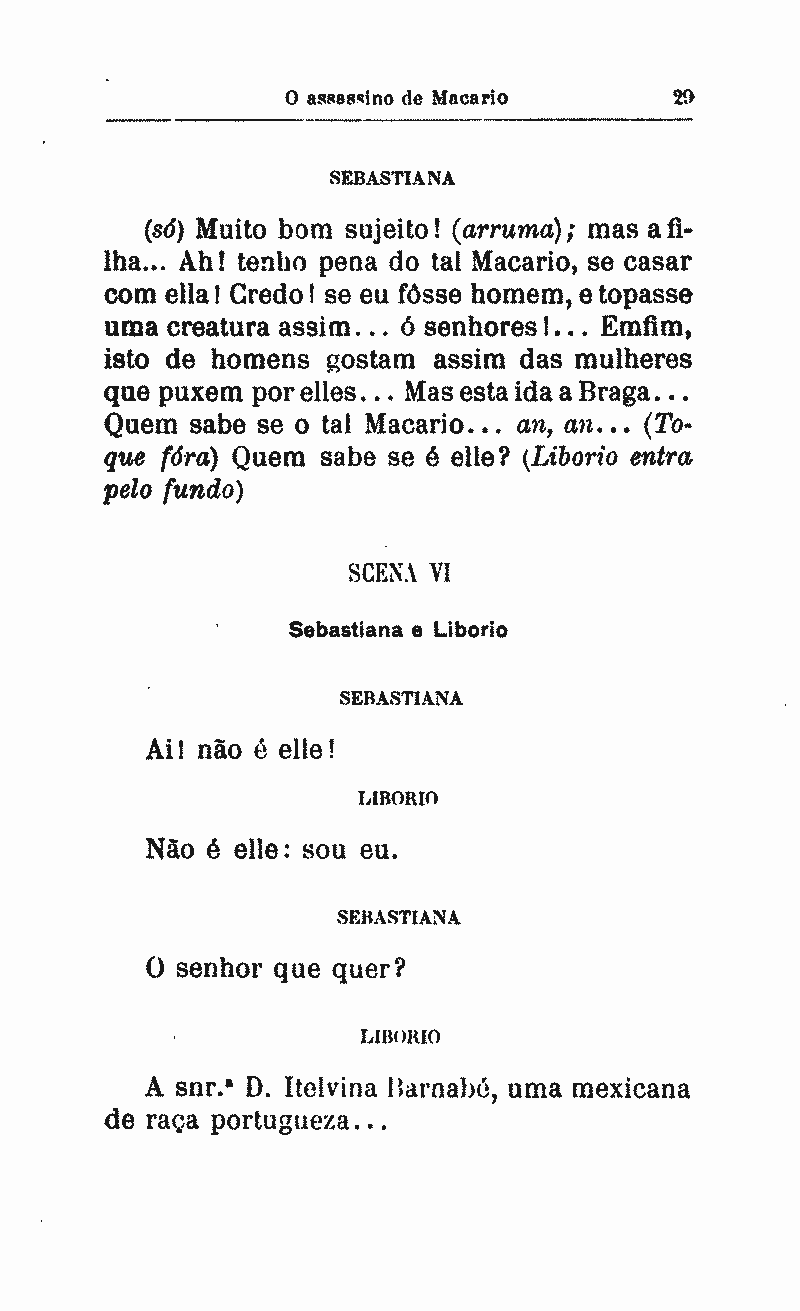 O assassino de Macario 29
SEBASTIANA
(só) Muito bom sujeito! (arruma); mas a fi-
lha... Ah! tenho pena do tal Macario, se casar
com ella! Credo! se eu fôsse homem, e topasse
uma creatura assim... ó senhores!... Emfim,
isto de homens gostam assim das mulheres
que puxem por elles... Mas esta ida a Braga...
Quem sabe se o tal Macario... an, an... (To-
que fóra) Quem sabe se é elle? (Liborio entra
pelo fundo)
SCENA VI
Sebastiana e Liborio
SEBASTIANA
Ai! não é elle!
LIBORIO
Não é elle: sou eu.
SEBASTIANA
O senhor que quer?
LIBORIO
A snr.ª D. Itelvina Barnabé, uma mexicana
de raça portugueza...